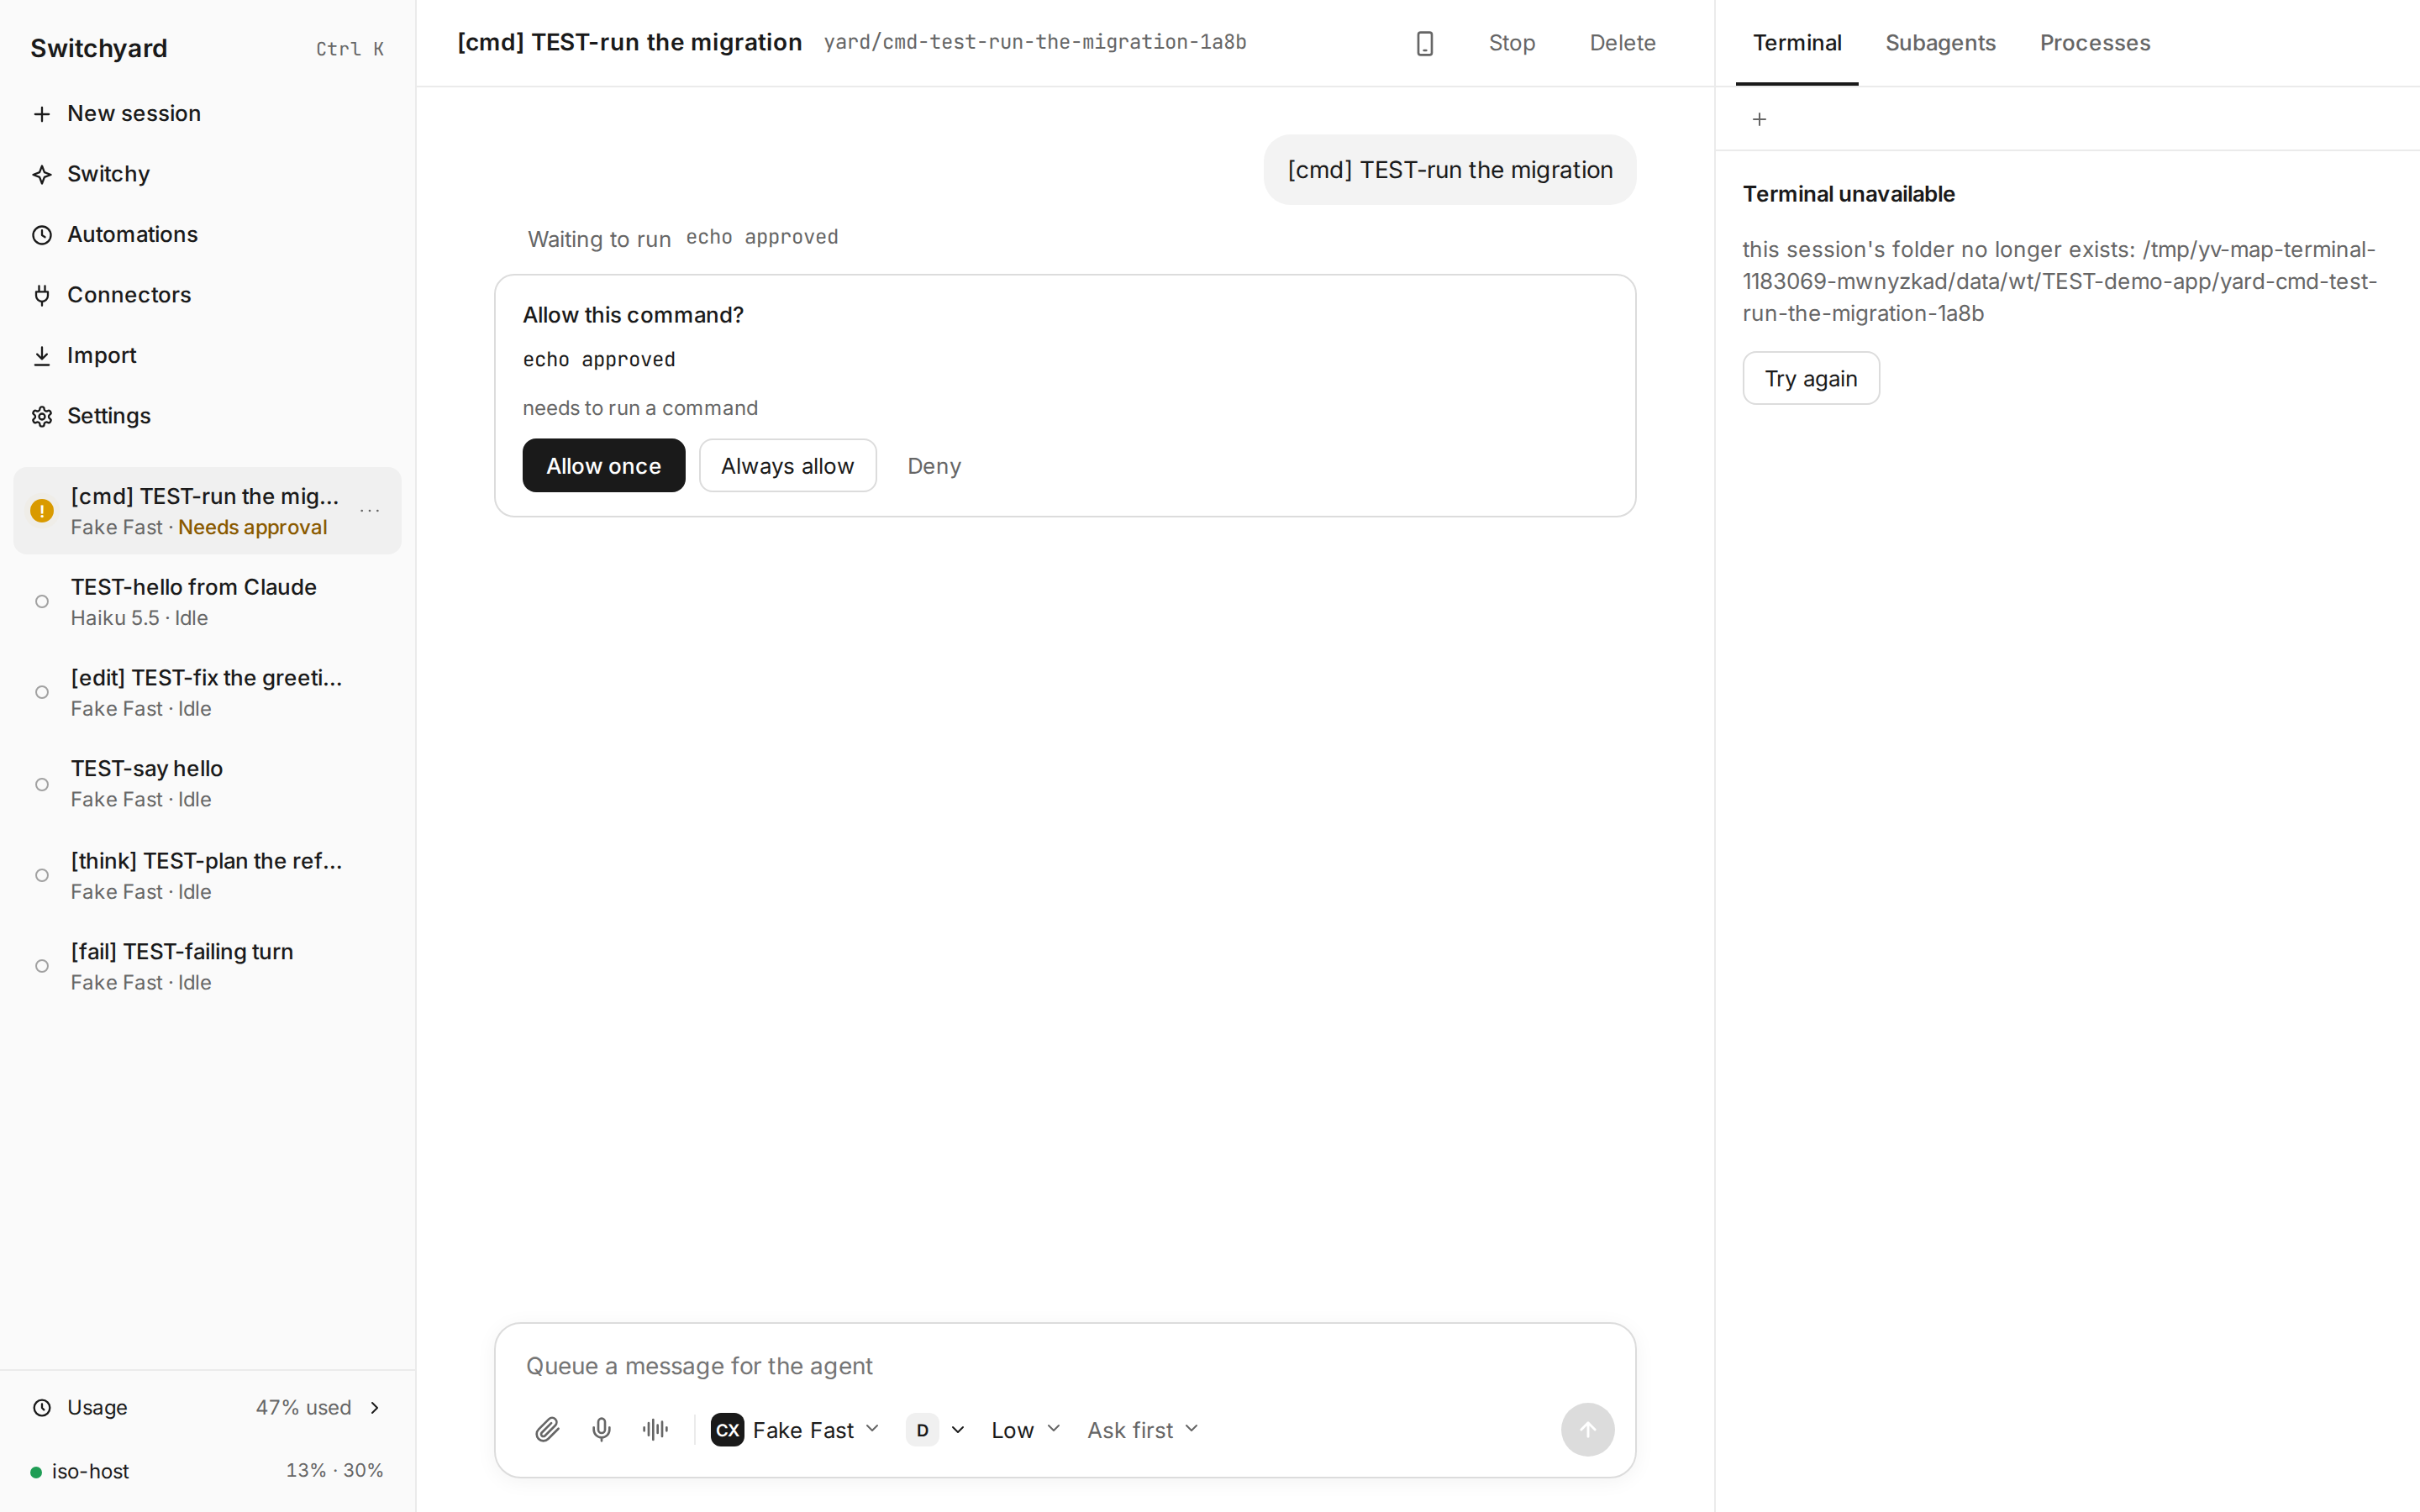 Switchyard
Ctrl K
New session
Switchy
Automations
Connectors
Import
Settings
[cmd] TEST-run the mig...
Fake Fast · Needs approval
TEST-hello from Claude
Haiku 5.5 · Idle
[edit] TEST-fix the greeti...
Fake Fast · Idle
TEST-say hello
Fake Fast · Idle
[think] TEST-plan the ref...
Fake Fast · Idle
[fail] TEST-failing turn
Fake Fast · Idle
Usage
47% used
iso-host
13% · 30%
[cmd] TEST-run the migration
yard/cmd-test-run-the-migration-1a8b
Stop
Delete
[cmd] TEST-run the migration
Waiting to run echo approved
Allow this command?
echo approved
needs to run a command
Allow once
Always allow
Deny
Queue a message for the agent
CX Fake Fast
D
Low
Ask first
Terminal
Subagents
Processes
Terminal unavailable
this session's folder no longer exists: /tmp/yv-map-terminal-
1183069-mwnyzkad/data/wt/TEST-demo-app/yard-cmd-test-
run-the-migration-1a8b
Try again